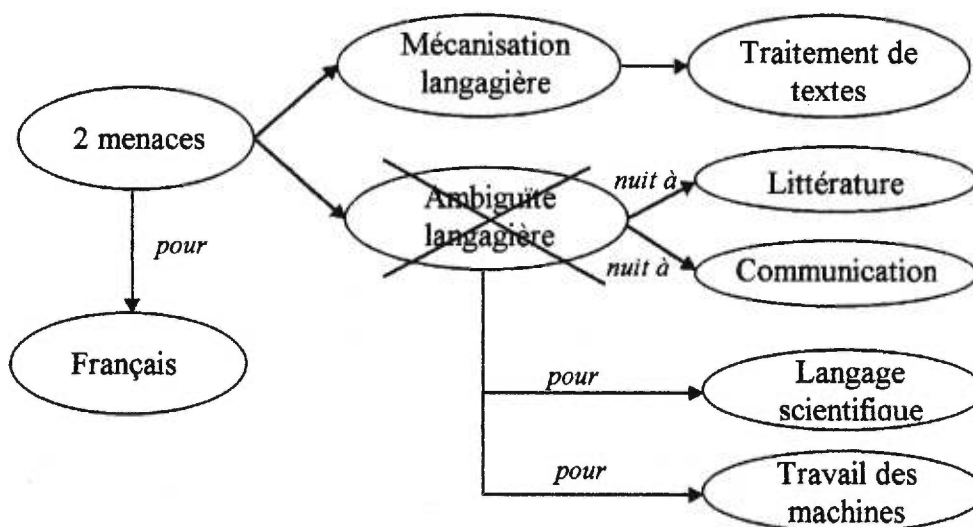 Mécanisation
langagière
Traitement de
textes
2 menaces
Ambiguïte
langagière
nuit à
Littérature
nuit à
Communication
pour
Français
pour
Langage
scientifique
pour
Travail des
machines